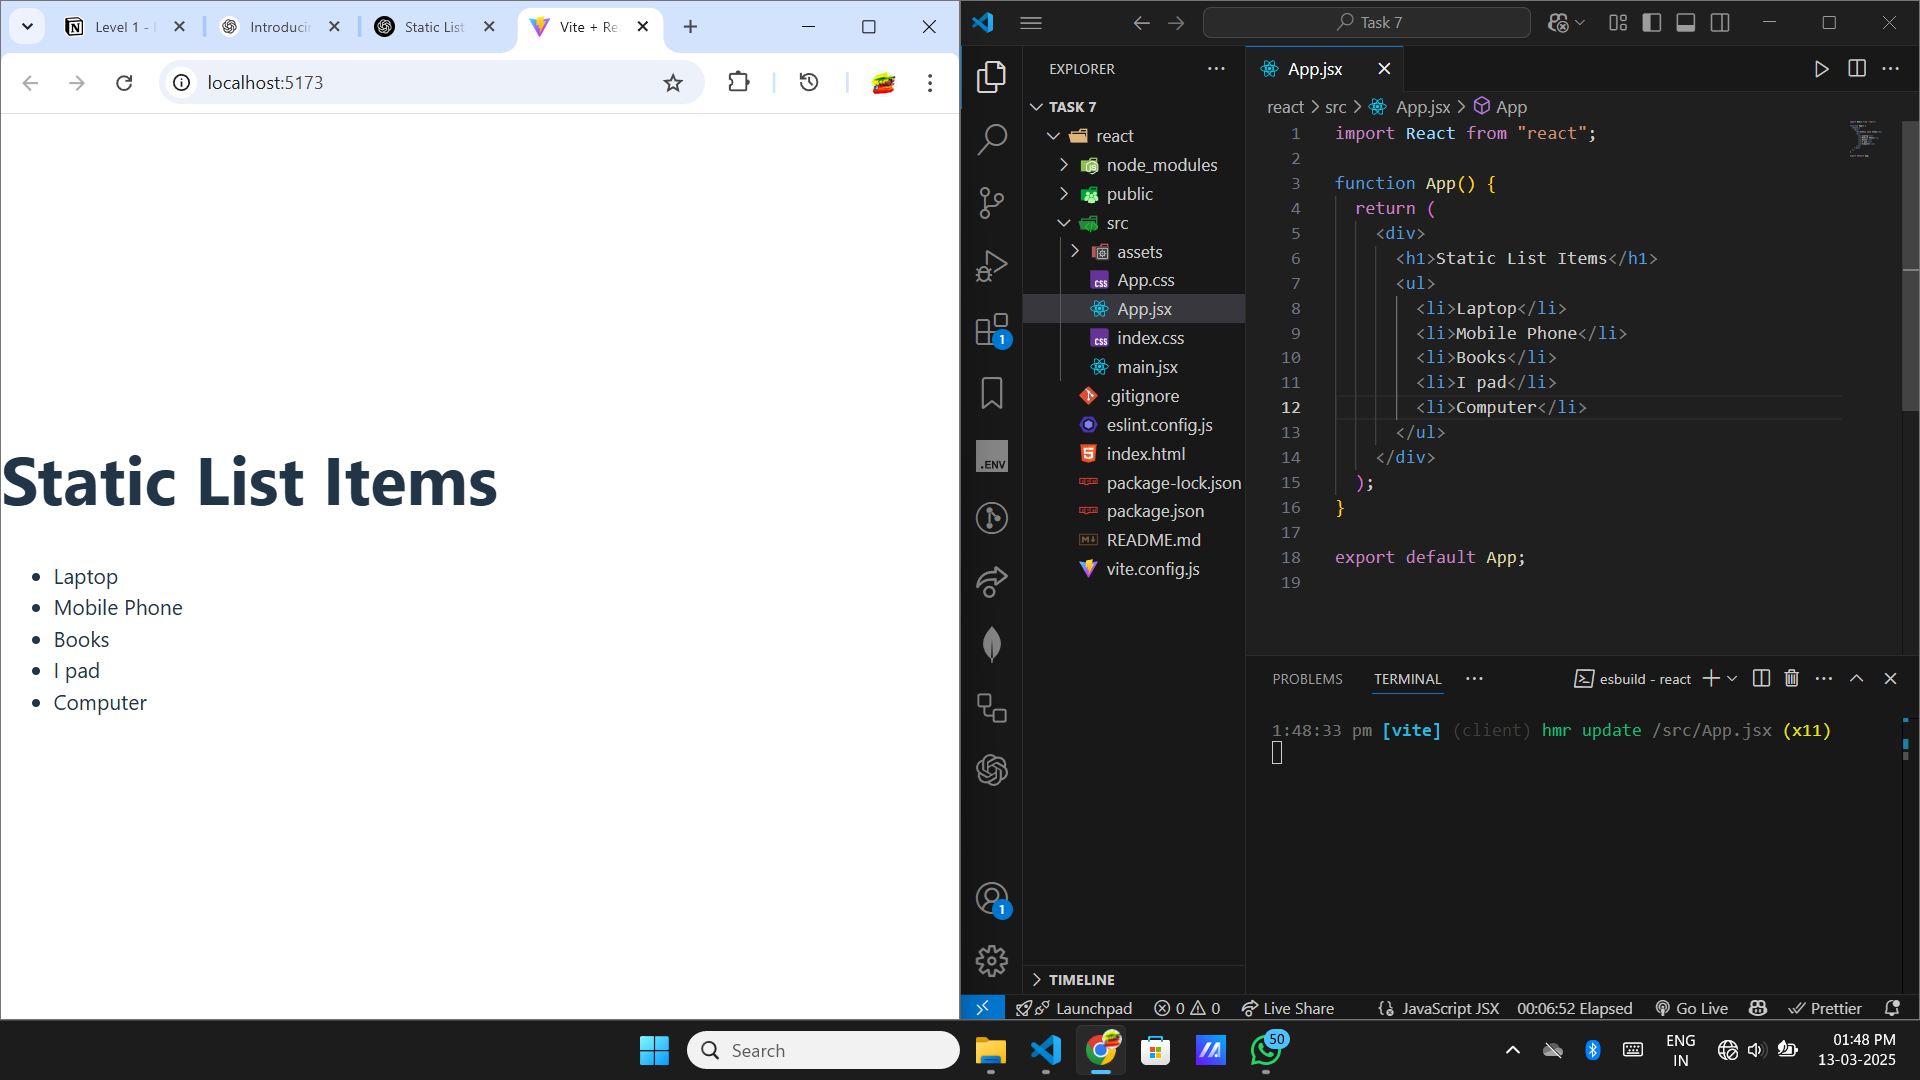 Level 1 -
Introducin
Static List
Vite + Re
localhost:5173
Static List Items
Laptop
Mobile Phone
Books
I pad
Computer
Task 7
EXPLORER
TASK 7
react
node_modules
public
src
assets
App.css
App.jsx
index.css
main.jsx
.gitignore
eslint.config.js
index.html
package-lock.json
package.json
README.md
vite.config.js
TIMELINE
1
.ENV
1
App.jsx
react > src > App.jsx > App
1 import React from "react";
2
3 function App() {
4 return (
5 <div>
6 <h1>Static List Items</h1>
7 <ul>
8 <li>Laptop</li>
9 <li>Mobile Phone</li>
10 <li>Books</li>
11 <li>I pad</li>
12 <li>Computer</li>
13 </ul>
14 </div>
15 );
16 }
17
18 export default App;
19
PROBLEMS TERMINAL esbuild - react
1:48:33 pm [vite] (client) hmr update /src/App.jsx (x11)
Launchpad 0 0 Live Share JavaScript JSX 00:06:52 Elapsed Go Live Prettier
Search
50
ENG
IN
01:48 PM
13-03-2025